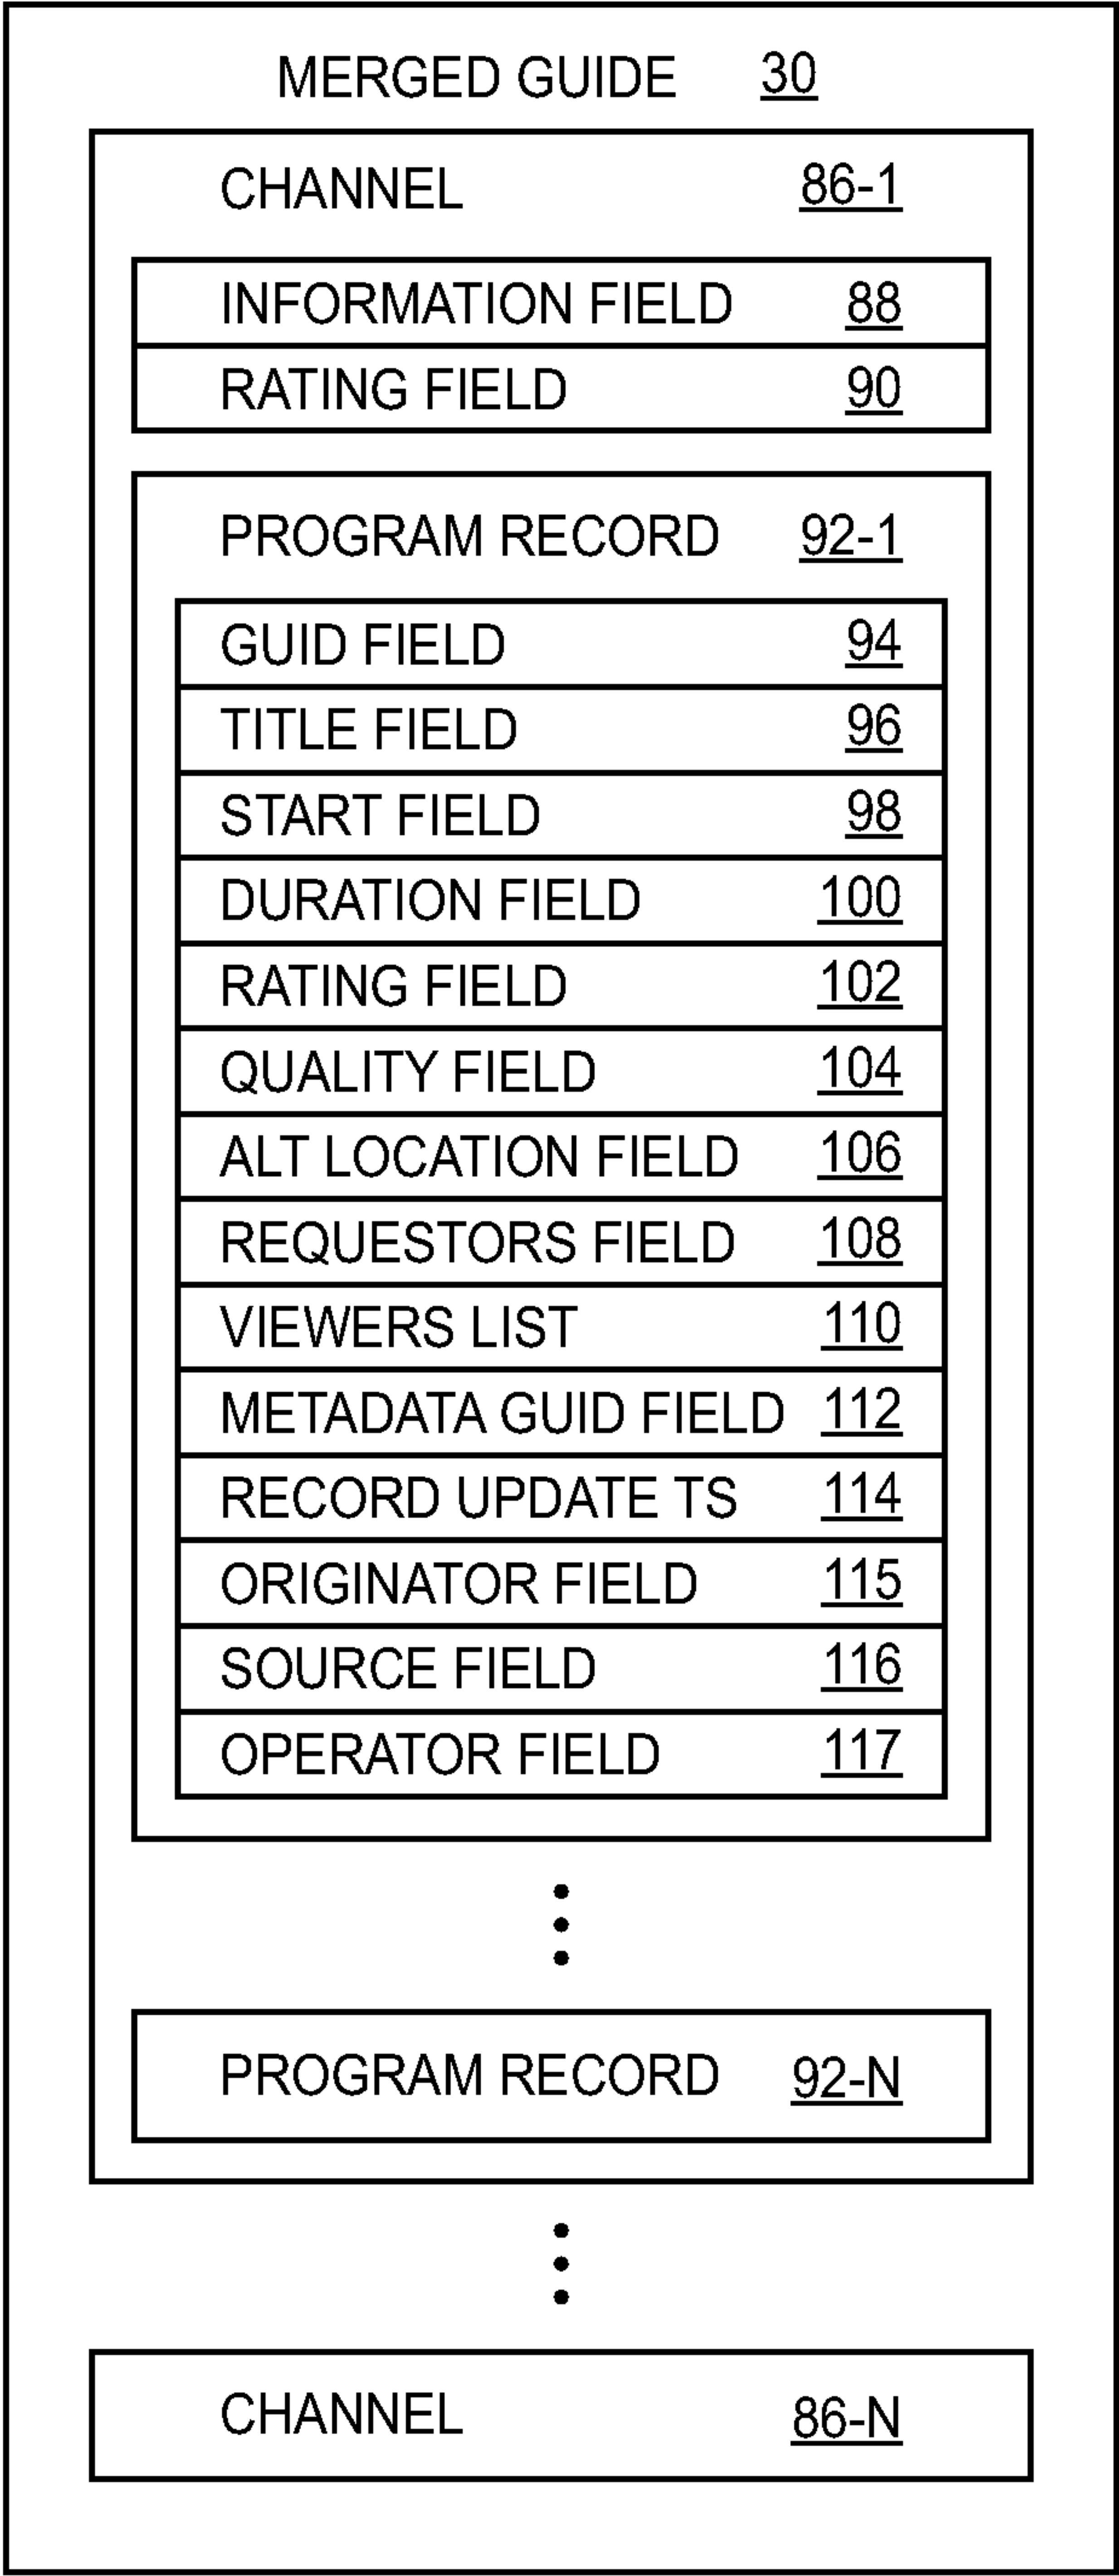 MERGED GUIDE 30
CHANNEL 86-1
INFORMATION FIELD 88
RATING FIELD 90
PROGRAM RECORD 92-1
GUID FIELD 94
TITLE FIELD 96
START FIELD 98
DURATION FIELD 100
RATING FIELD 102
QUALITY FIELD 104
ALT LOCATION FIELD 106
REQUESTORS FIELD 108
VIEWERS LIST 110
METADATA GUID FIELD 112
RECORD UPDATE TS 114
ORIGINATOR FIELD 115
SOURCE FIELD 116
OPERATOR FIELD 117
PROGRAM RECORD 92-N
CHANNEL 86-N